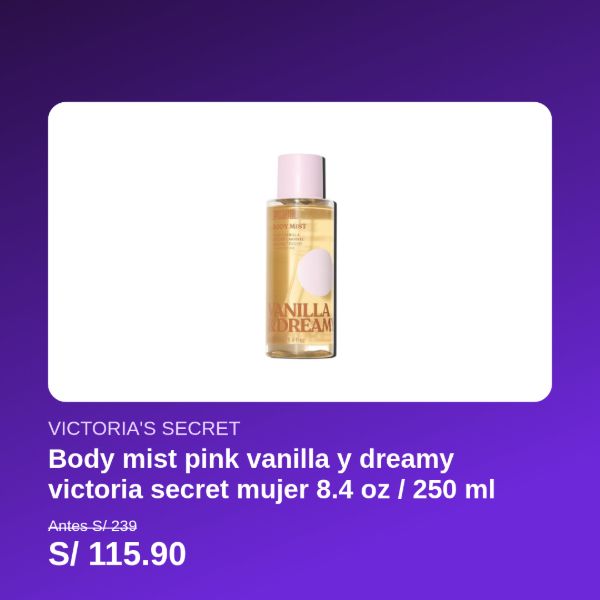 BODY MIST
VANILLA
&DREAM
VICTORIA'S SECRET
Body mist pink vanilla y dreamy
victoria secret mujer 8.4 oz / 250 ml
Antes S/ 239
S/ 115.90